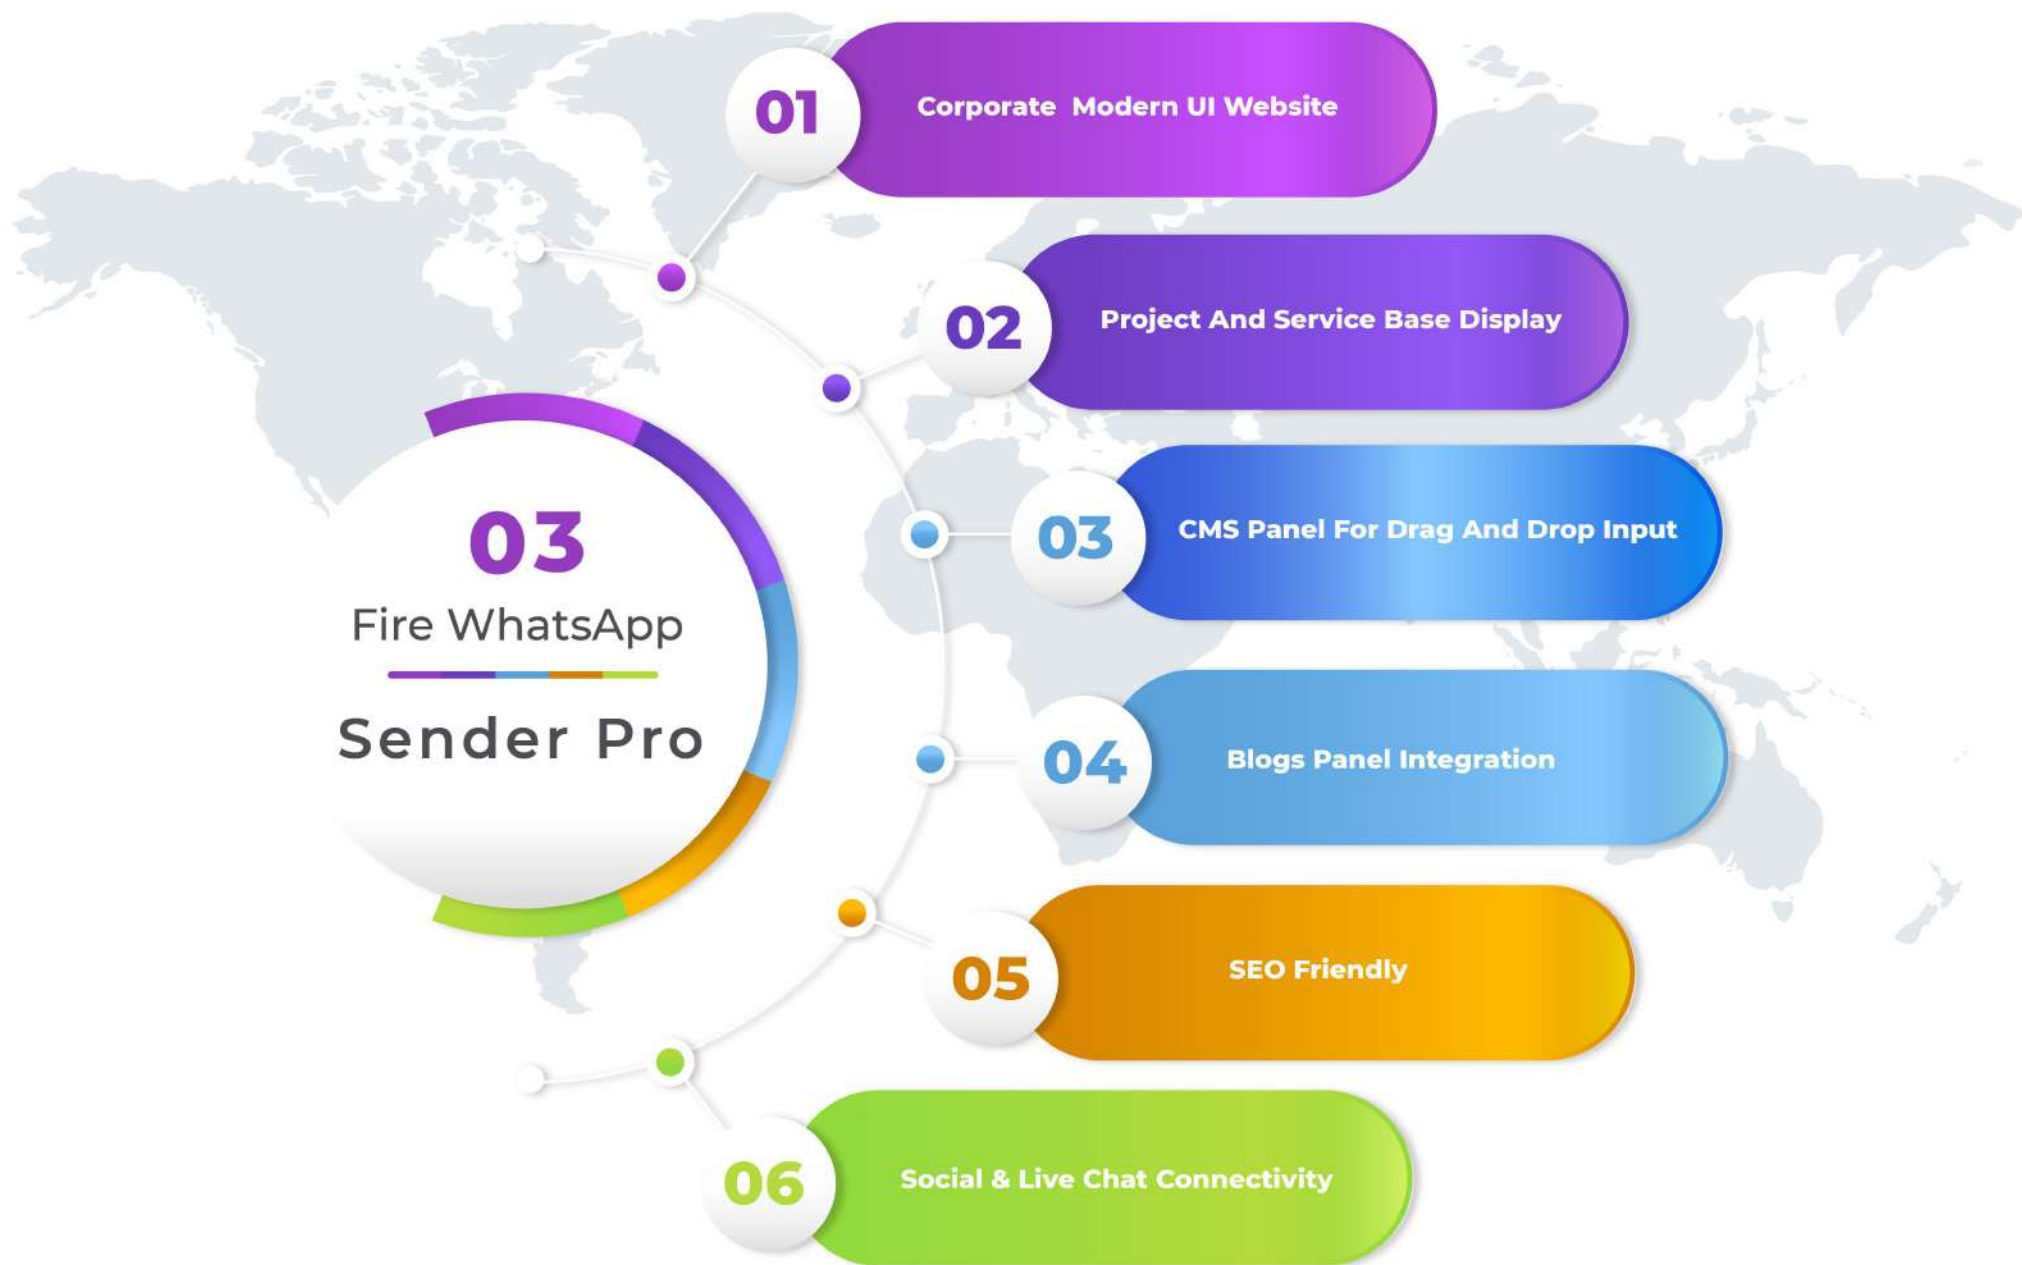 01
Corporate Modern UI Website
02
Project And Service Base Display
03
CMS Panel For Drag And Drop Input
03
Fire WhatsApp
Sender Pro
04
Blogs Panel Integration
05
SEO Friendly
06
Social & Live Chat Connectivity